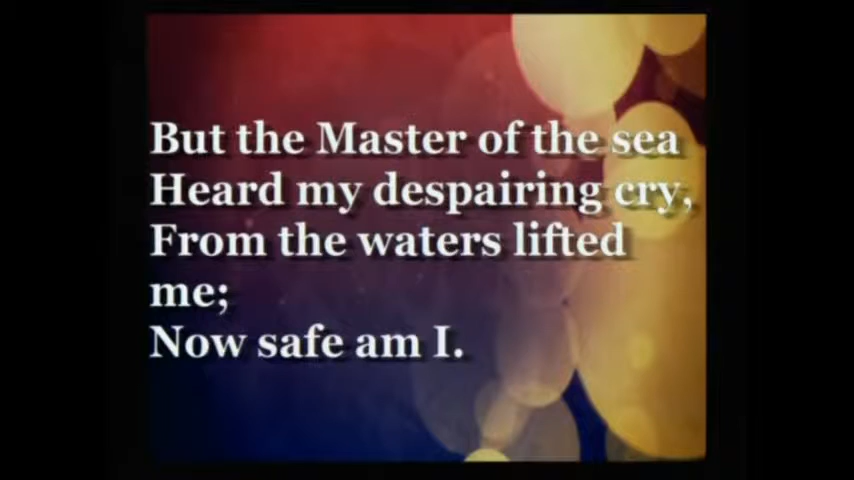 But the Master of the sea
Heard my despairing cry,
From the waters lifted
me;
Now safe am I.